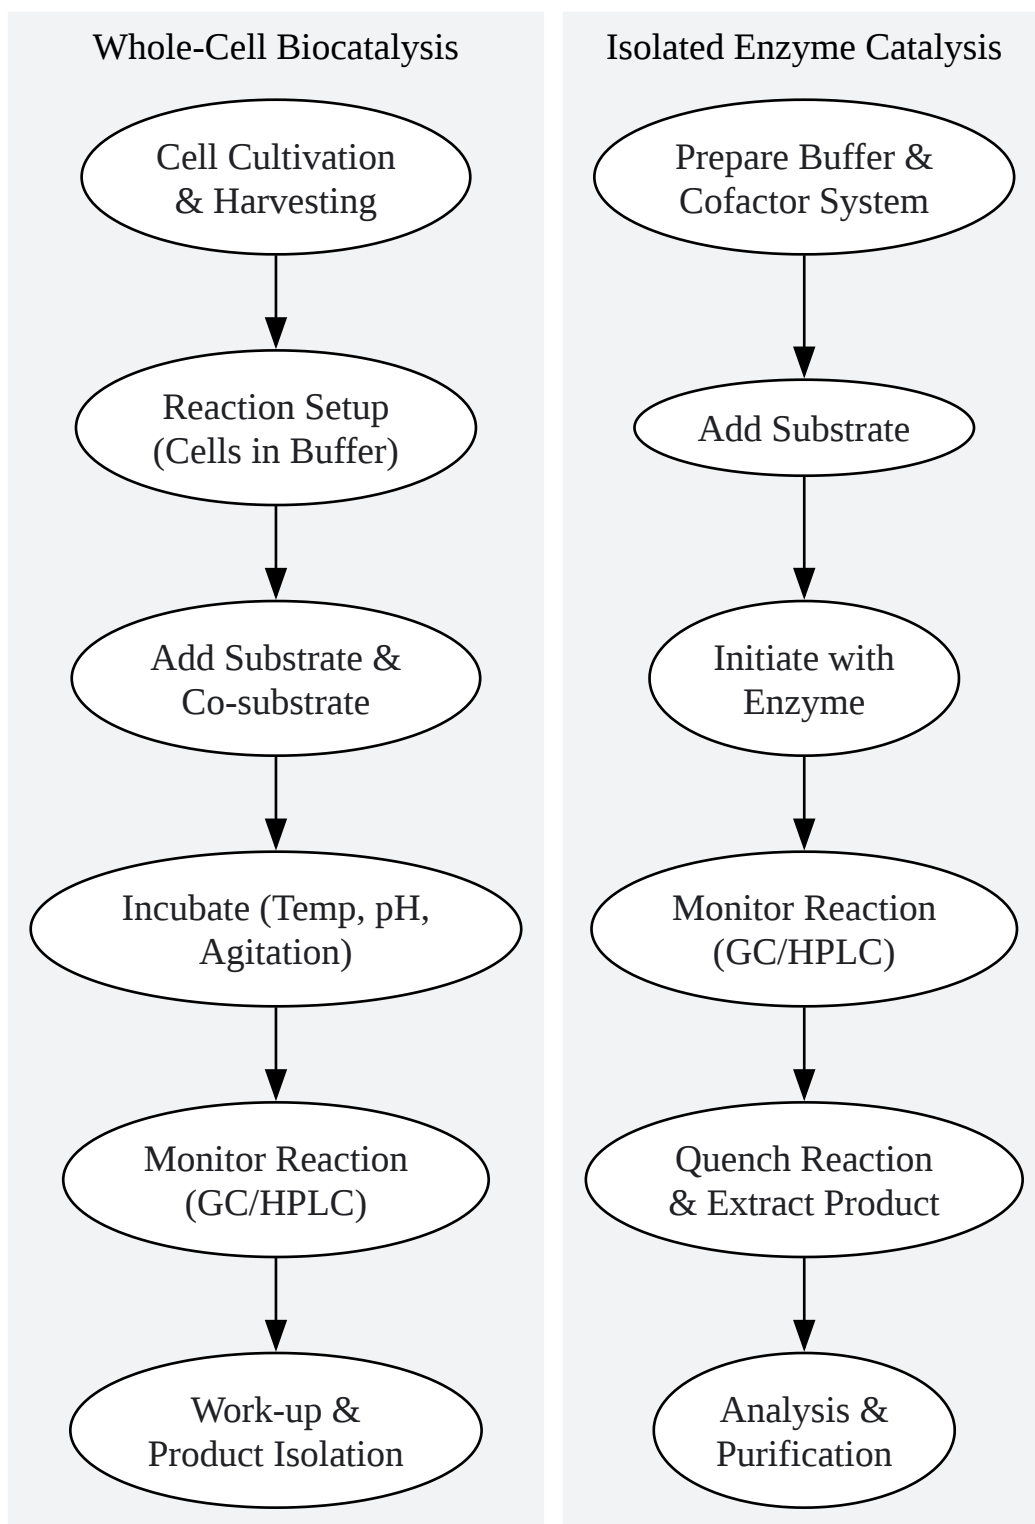 Whole-Cell Biocatalysis
Cell Cultivation
& Harvesting
Reaction Setup
(Cells in Buffer)
Add Substrate &
Co-substrate
Incubate (Temp, pH,
Agitation)
Monitor Reaction
(GC/HPLC)
Work-up &
Product Isolation
Isolated Enzyme Catalysis
Prepare Buffer &
Cofactor System
Add Substrate
Initiate with
Enzyme
Monitor Reaction
(GC/HPLC)
Quench Reaction
& Extract Product
Analysis &
Purification